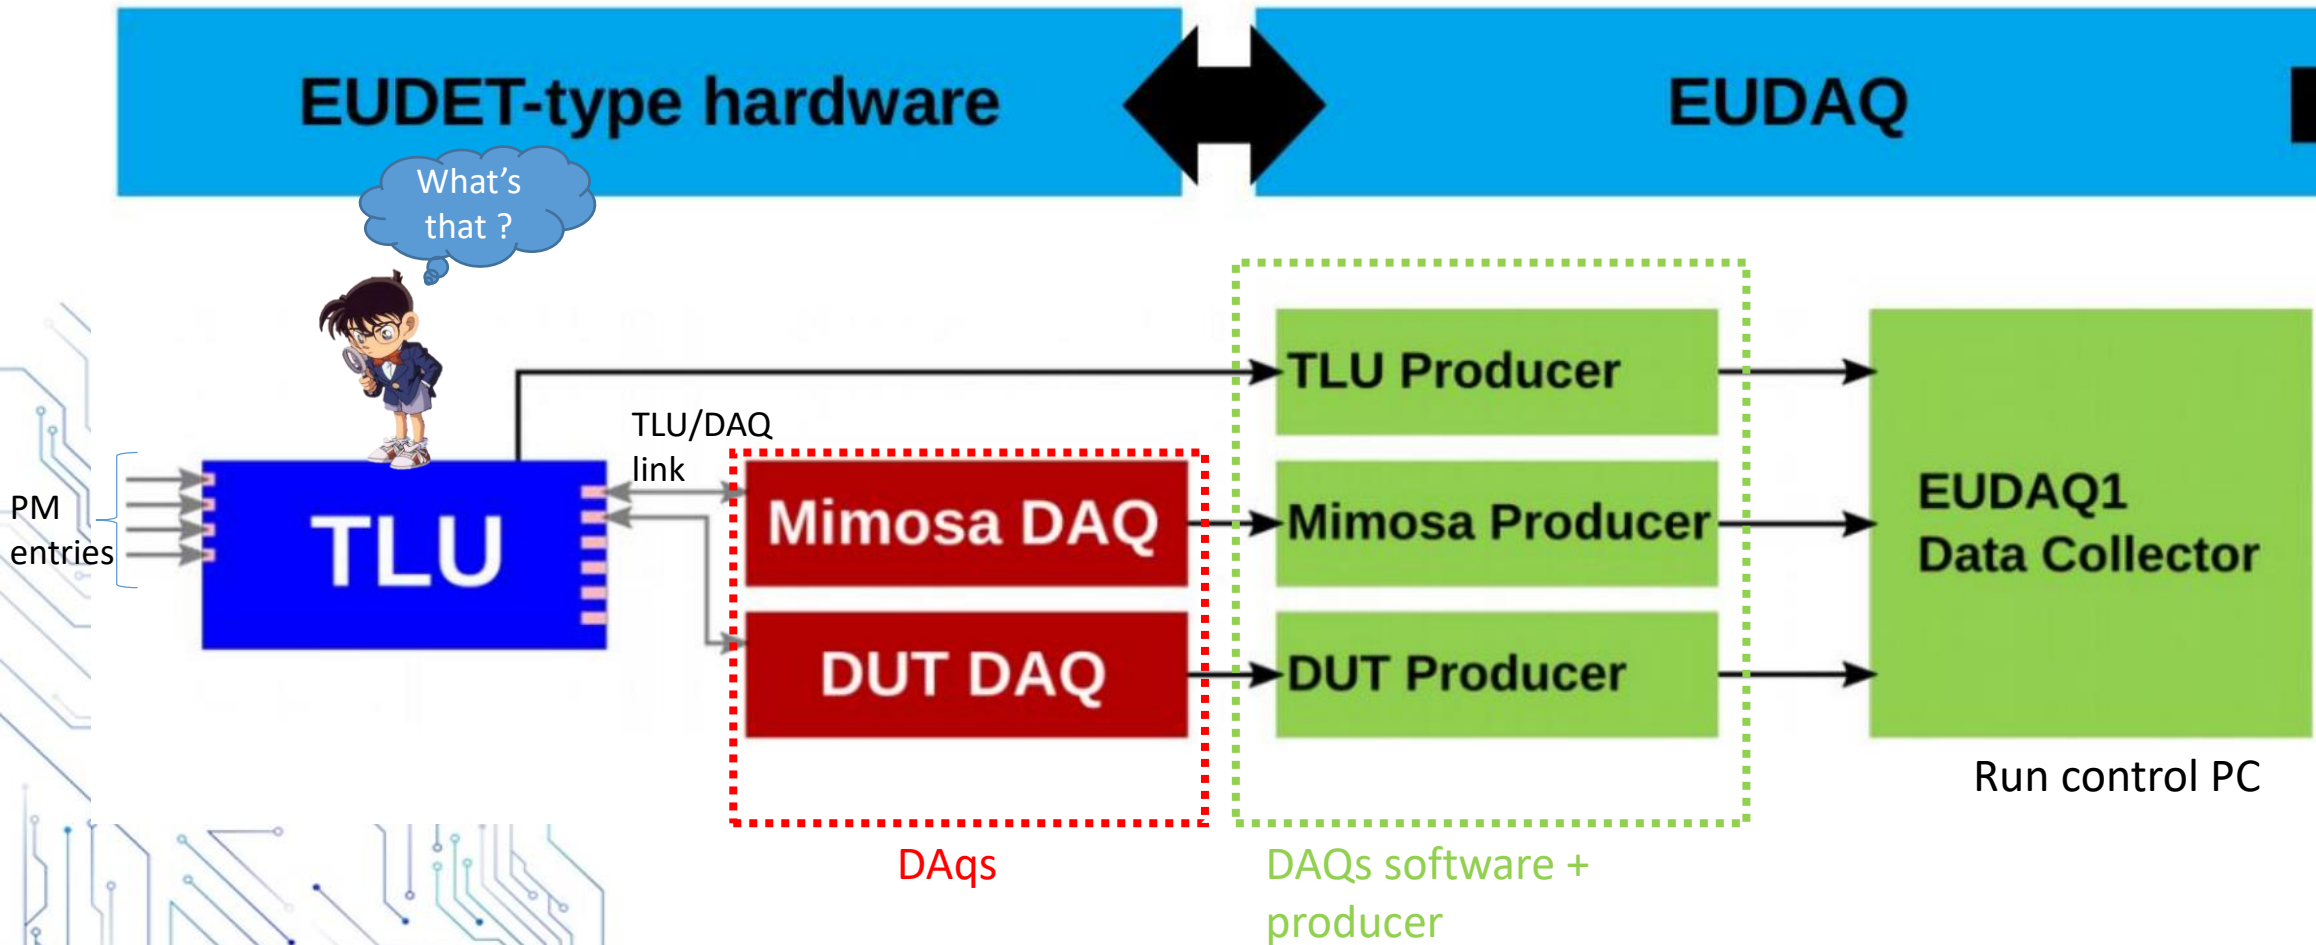 EUDET-type hardware
EUDAQ
What's
that ?
TLU/DAQ
link
PM
entries
TLU
Mimosa DAQ
DUT DAQ
TLU Producer
Mimosa Producer
DUT Producer
EUDAQ1
Data Collector
Run control PC
DAqs
DAQs software +
producer